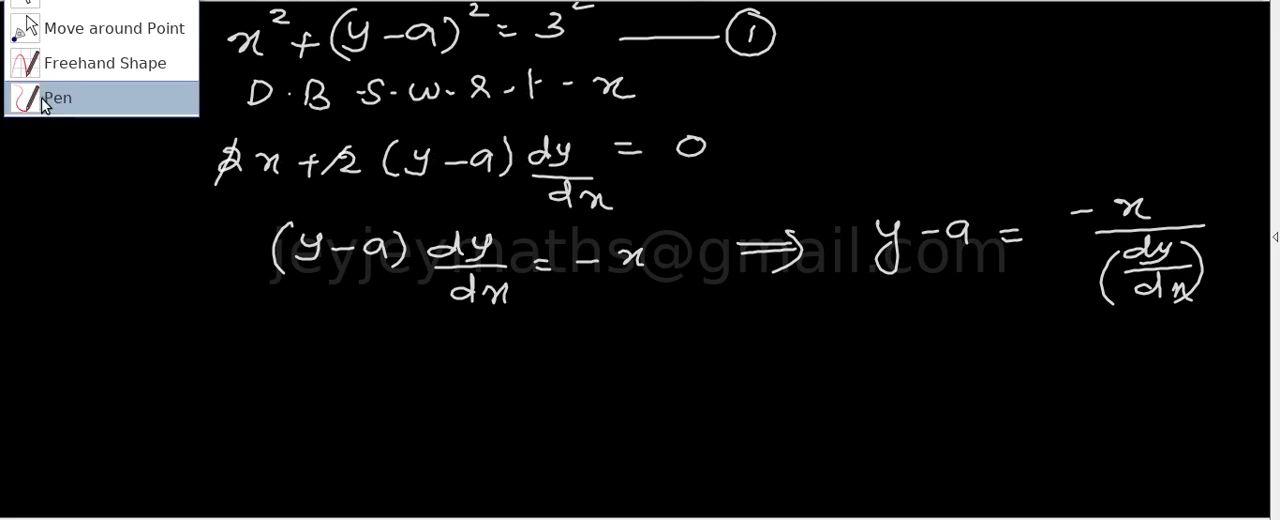 Move around Point
Freehand Shape
Pen
x² + (y - a)² = 3² —— ①
D.B.S.w.r.t - x
2x + 2(y - a) dy/dx = 0
(y - a) dy/dx = - x ⟹ y - a = - x/(dy/dx)
jeyjeymaths@gmail.com